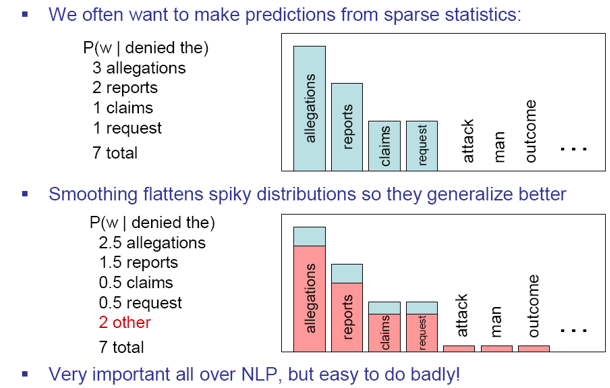 ▪ We often want to make predictions from sparse statistics:
P(w | denied the)
3 allegations
2 reports
1 claims
1 request
7 total
allegations
reports
claims
request
attack
man
outcome
...
▪ Smoothing flattens spiky distributions so they generalize better
P(w | denied the)
2.5 allegations
1.5 reports
0.5 claims
0.5 request
2 other
7 total
allegations
reports
claims
request
attack
man
outcome
...
▪ Very important all over NLP, but easy to do badly!